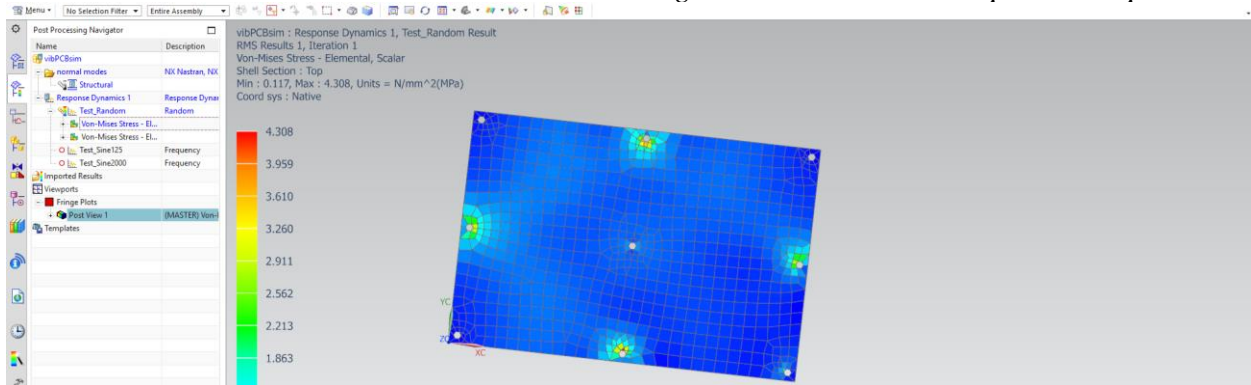 Menu No Selection Filter Entire Assembly
Post Processing Navigator
Name Description
vibPCBsim
normal modes NX Nastran, NX
Structural
Response Dynamics 1 Response Dynar
Test_Random Random
Von-Mises Stress - El...
Von-Mises Stress - El...
Test_Sine125 Frequency
Test_Sine2000 Frequency
Imported Results
Viewports
Fringe Plots
Post View 1 (MASTER) Von-
Templates
vibPCBsim : Response Dynamics 1, Test_Random Result
RMS Results 1, Iteration 1
Von-Mises Stress - Elemental, Scalar
Shell Section : Top
Min : 0.117, Max : 4.308, Units = N/mm^2(MPa)
Coord sys : Native
4.308
3.959
3.610
3.260
2.911
2.562
2.213
1.863
YC
ZC
XC